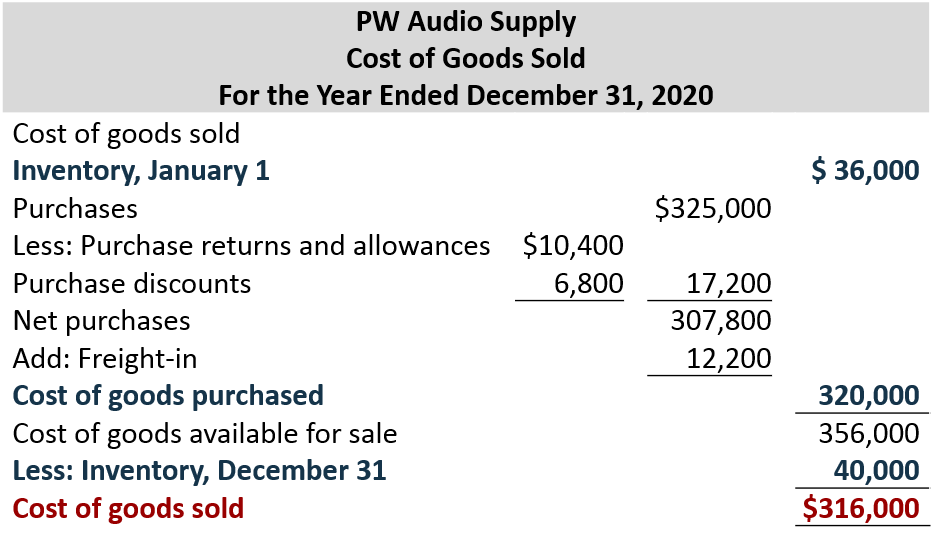 PW Audio Supply
Cost of Goods Sold
For the Year Ended December 31, 2020
Cost of goods sold
Inventory, January 1 $ 36,000
Purchases $325,000
Less: Purchase returns and allowances $10,400
Purchase discounts 6,800 17,200
Net purchases 307,800
Add: Freight-in 12,200
Cost of goods purchased 320,000
Cost of goods available for sale 356,000
Less: Inventory, December 31 40,000
Cost of goods sold $316,000